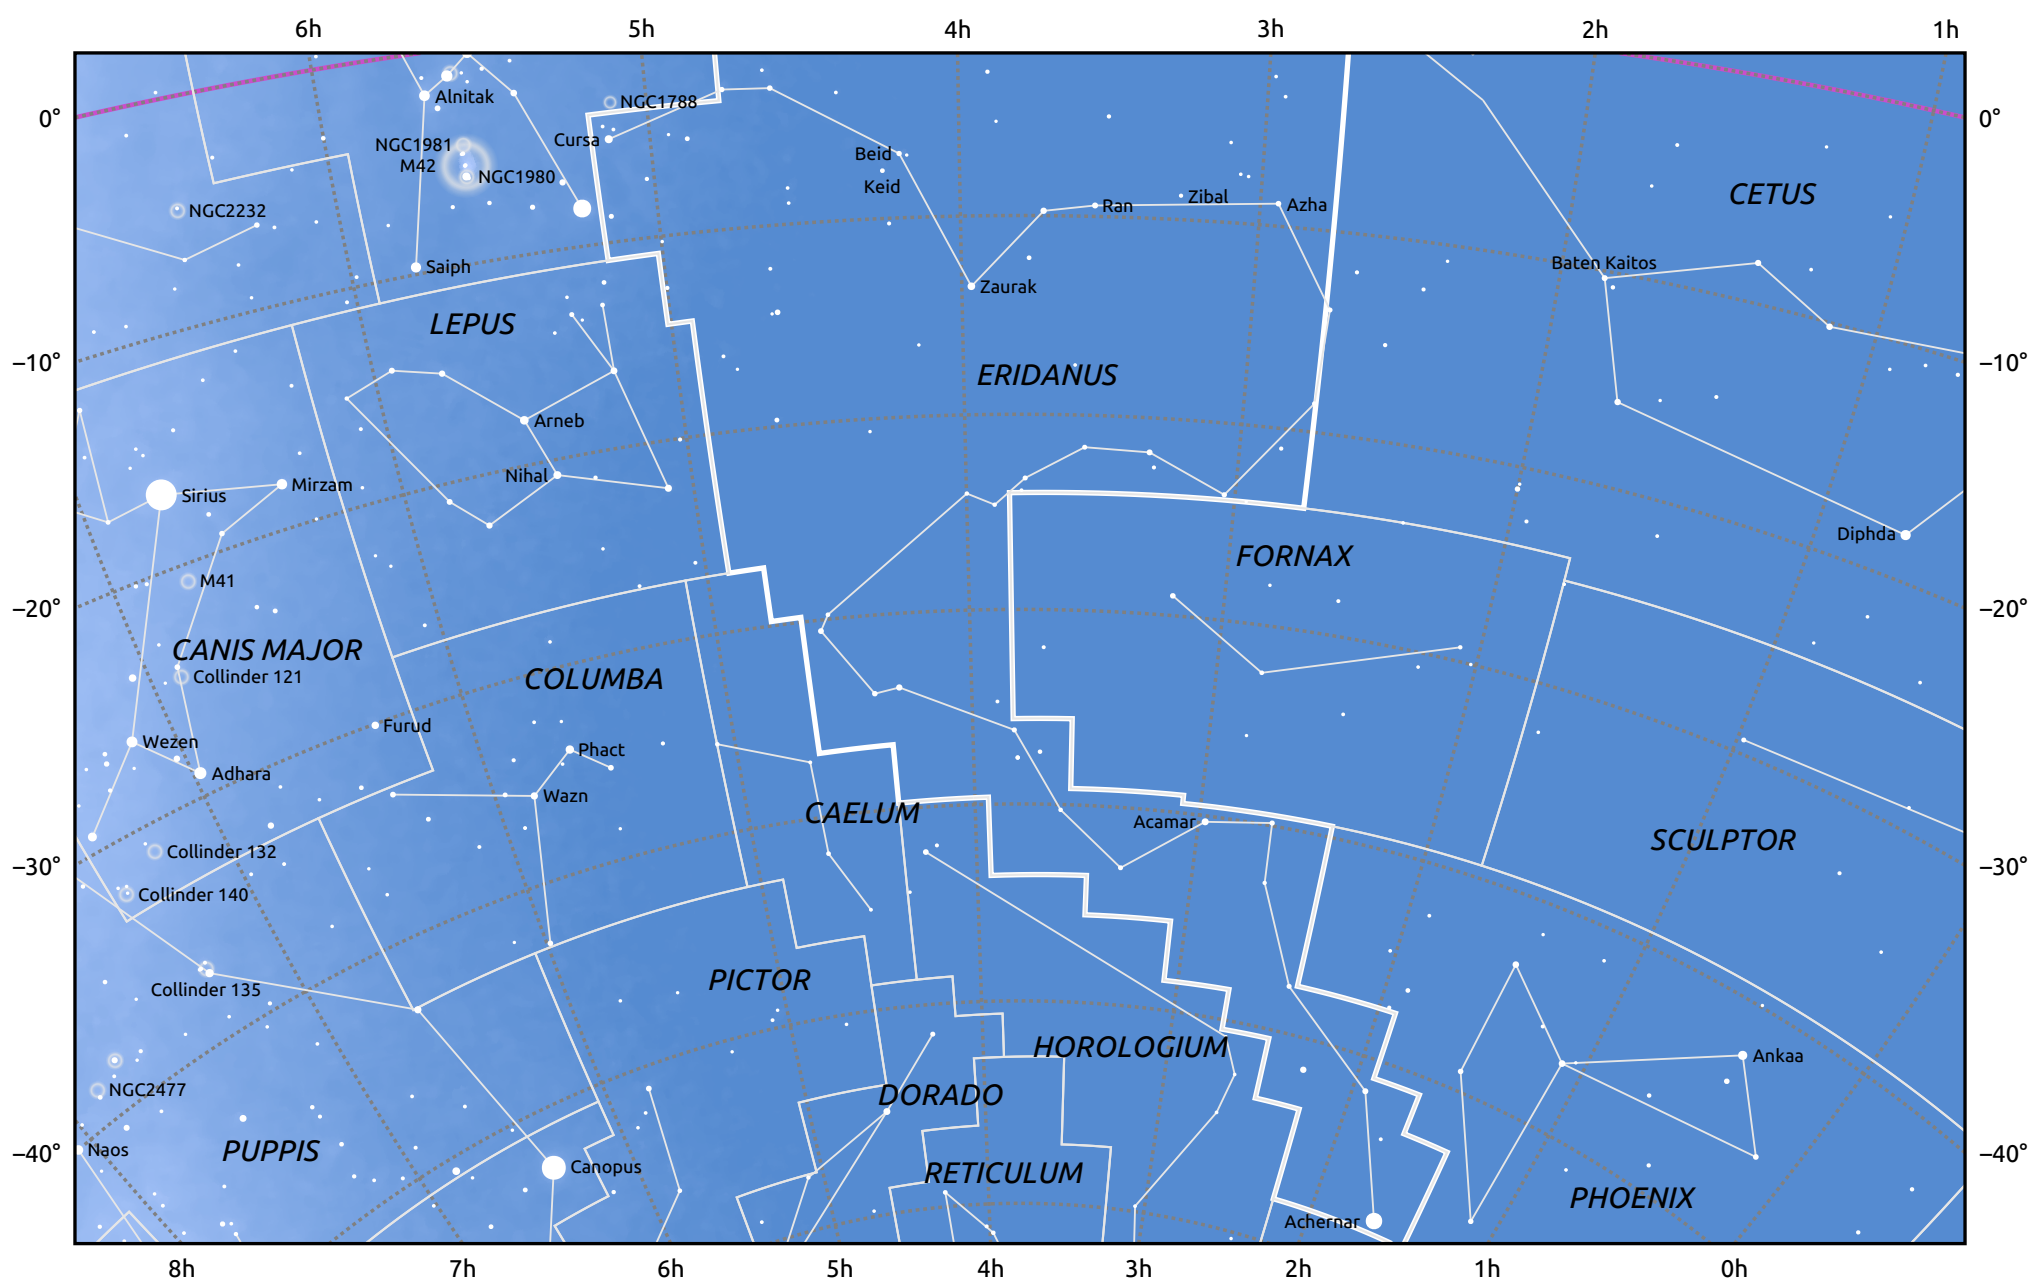 6h 5h 4h 3h 2h 1h
0° 0°
Alnitak
NGC1788
NGC1981
Cursa
M42
Beid
NGC1980
Keid
CETUS
NGC2232
Ran
Zibal
Azha
Saiph
Baten Kaitos
Zaurak
LEPUS
−10° −10°
ERIDANUS
Arneb
Nihal
Mirzam
Sirius
Diphda
FORNAX
M41
−20° −20°
CANIS MAJOR
Collinder 121
COLUMBA
Furud
Wezen
Phact
Adhara
Wazn
CAELUM
Acamar
SCULPTOR
Collinder 132
−30° −30°
Collinder 140
PICTOR
Collinder 135
HOROLOGIUM
Ankaa
NGC2477
DORADO
Naos
PUPPIS
−40° −40°
Canopus
RETICULUM
PHOENIX
Achernar
8h 7h 6h 5h 4h 3h 2h 1h 0h